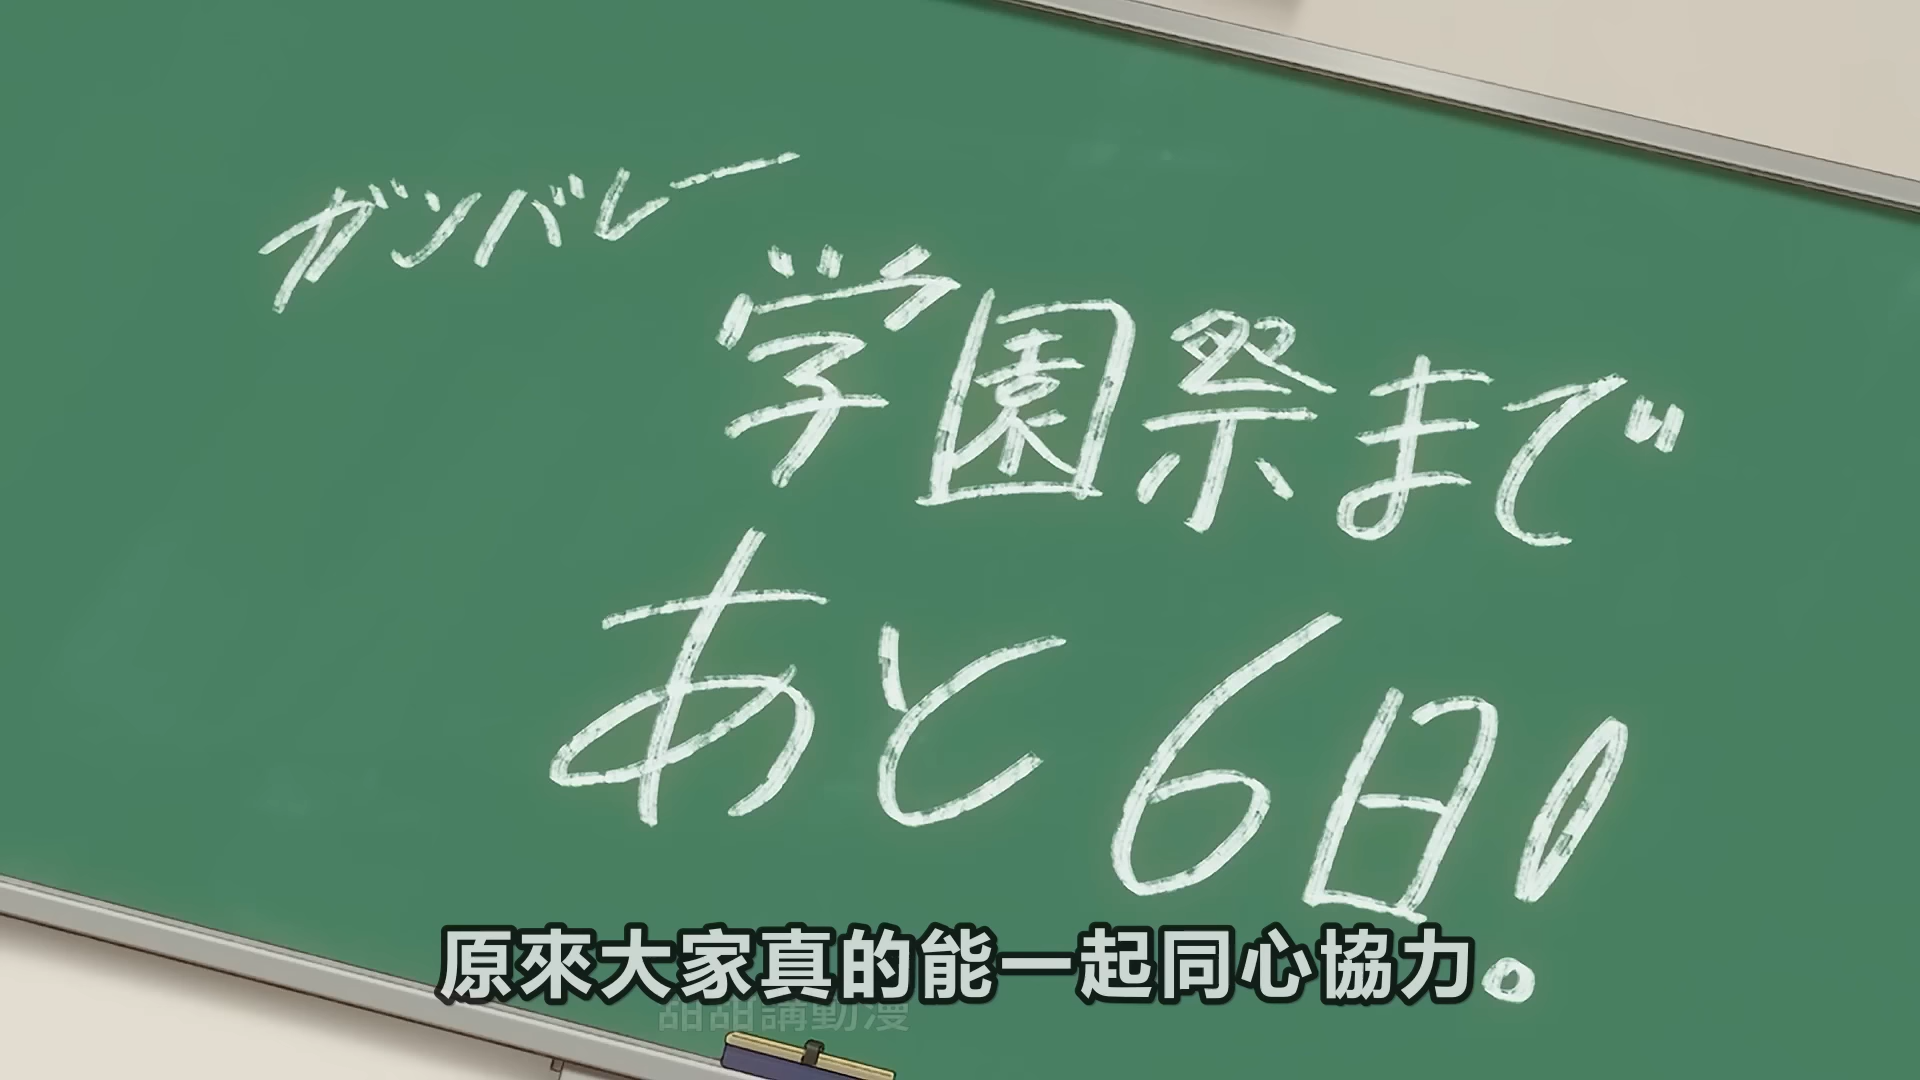 ガンバレー
学園祭まで
あと6日!
原來大家真的能一起同心協力
甜甜講動漫